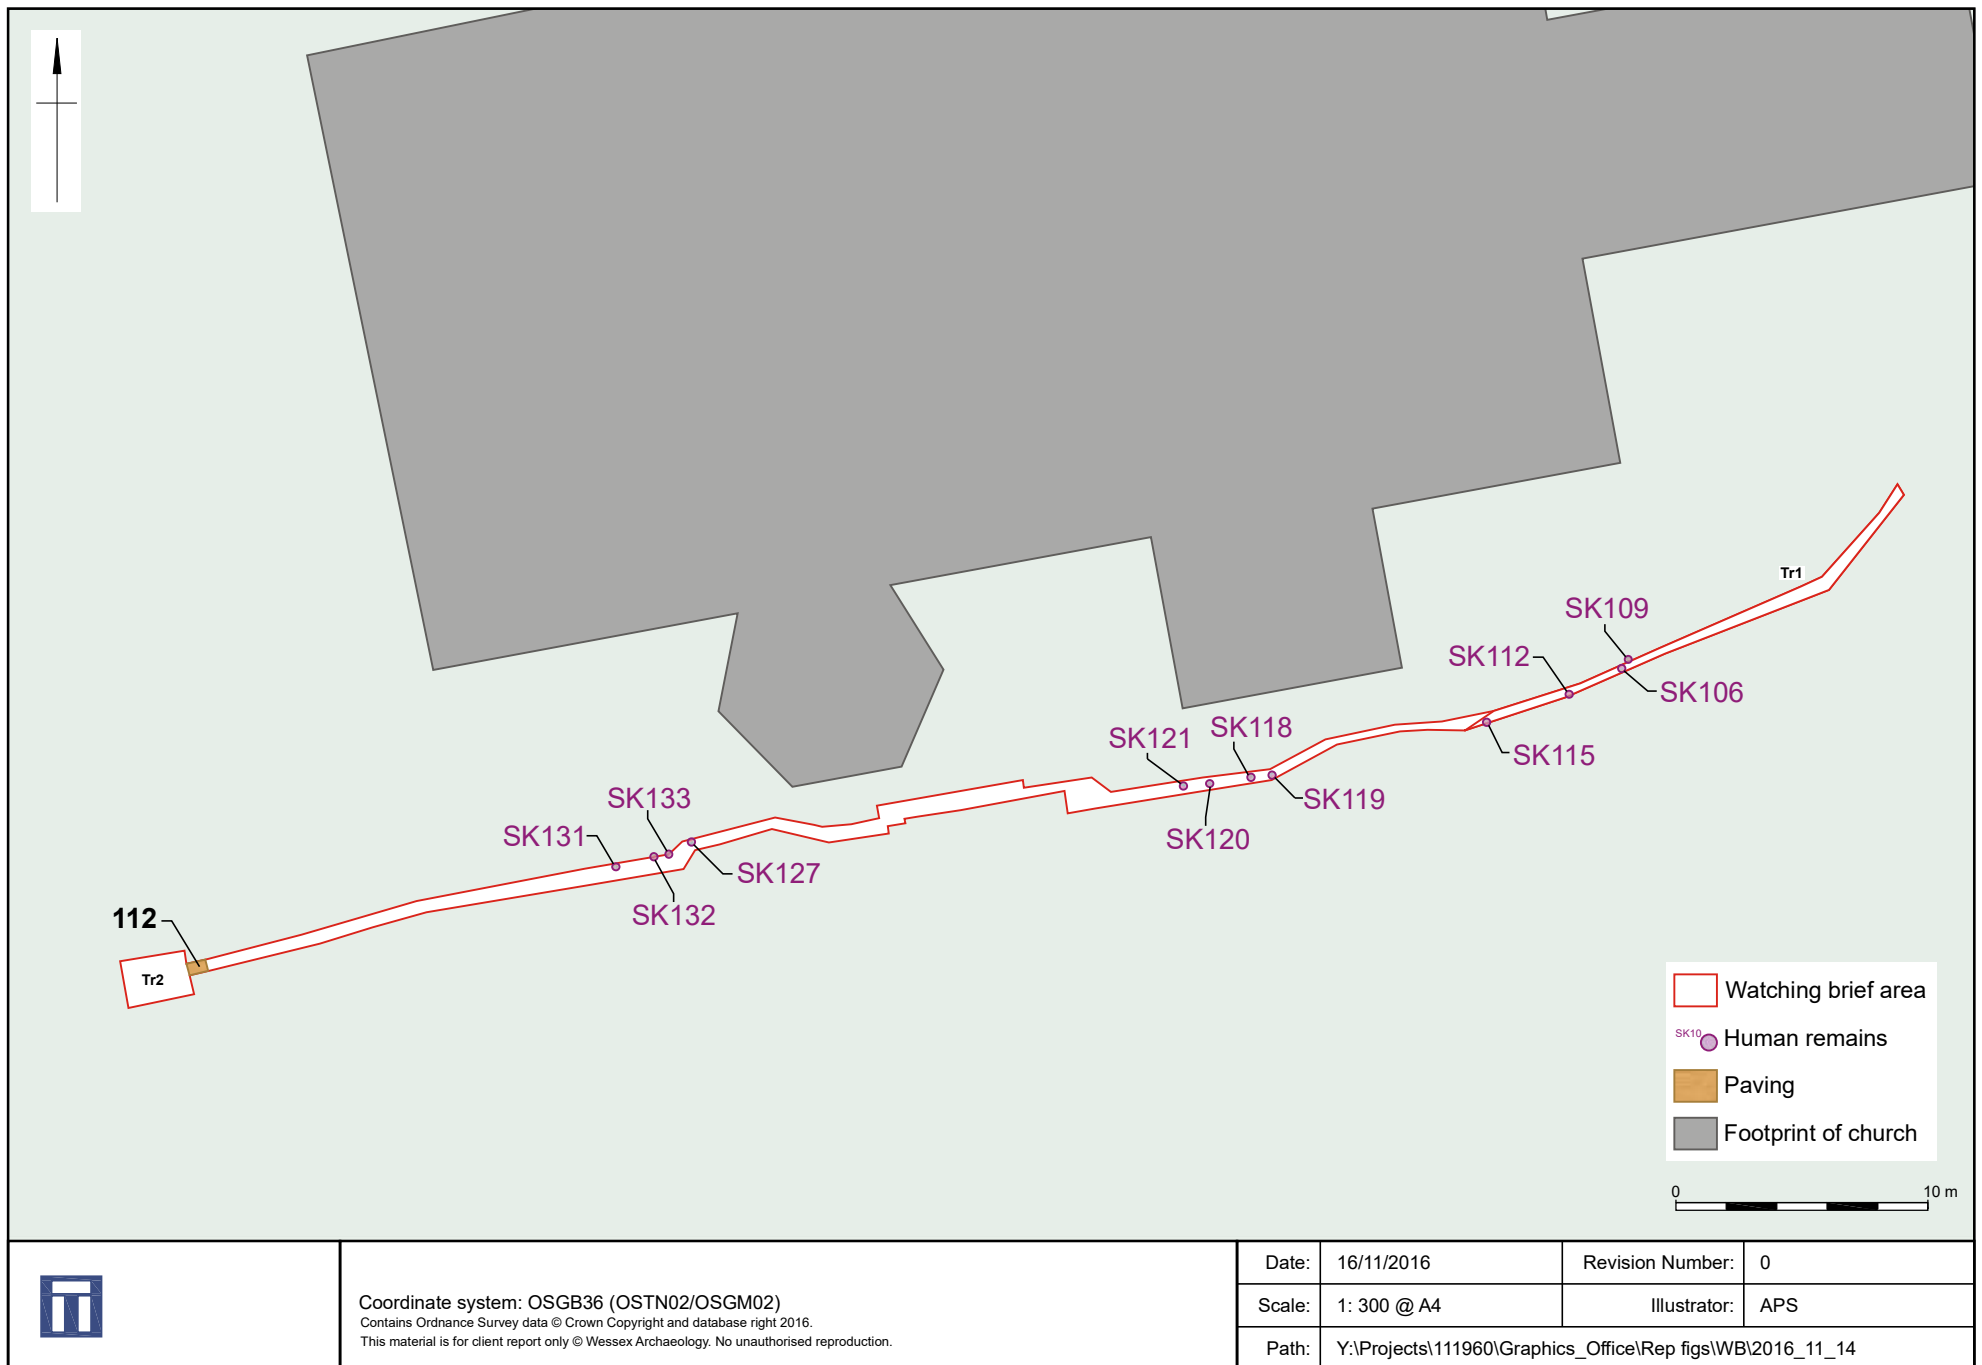 Tr1
SK109
SK112
SK106
SK121
SK118
SK115
SK119
SK133
SK131
SK120
SK127
SK132
112
Tr2
Watching brief area
SK10
Human remains
Paving
Footprint of church
0 10 m
Coordinate system: OSGB36 (OSTN02/OSGM02)
Contains Ordnance Survey data © Crown Copyright and database right 2016.
This material is for client report only © Wessex Archaeology. No unauthorised reproduction.
Date: 16/11/2016 Revision Number: 0
Scale: 1: 300 @ A4 Illustrator: APS
Path: Y:\Projects\111960\Graphics_Office\Rep figs\WB\2016_11_14